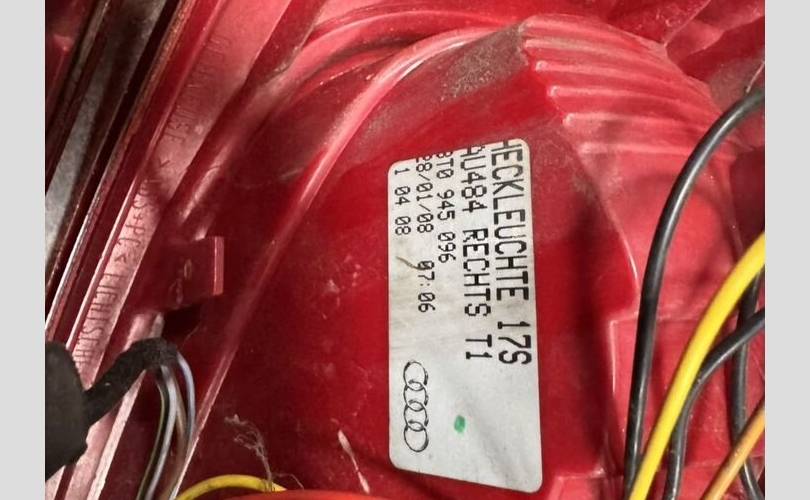 HECKLEUCHTE 17S
AU484 RECHTS T1
8T0 945 096
28/01/08 07:06
1 04 08